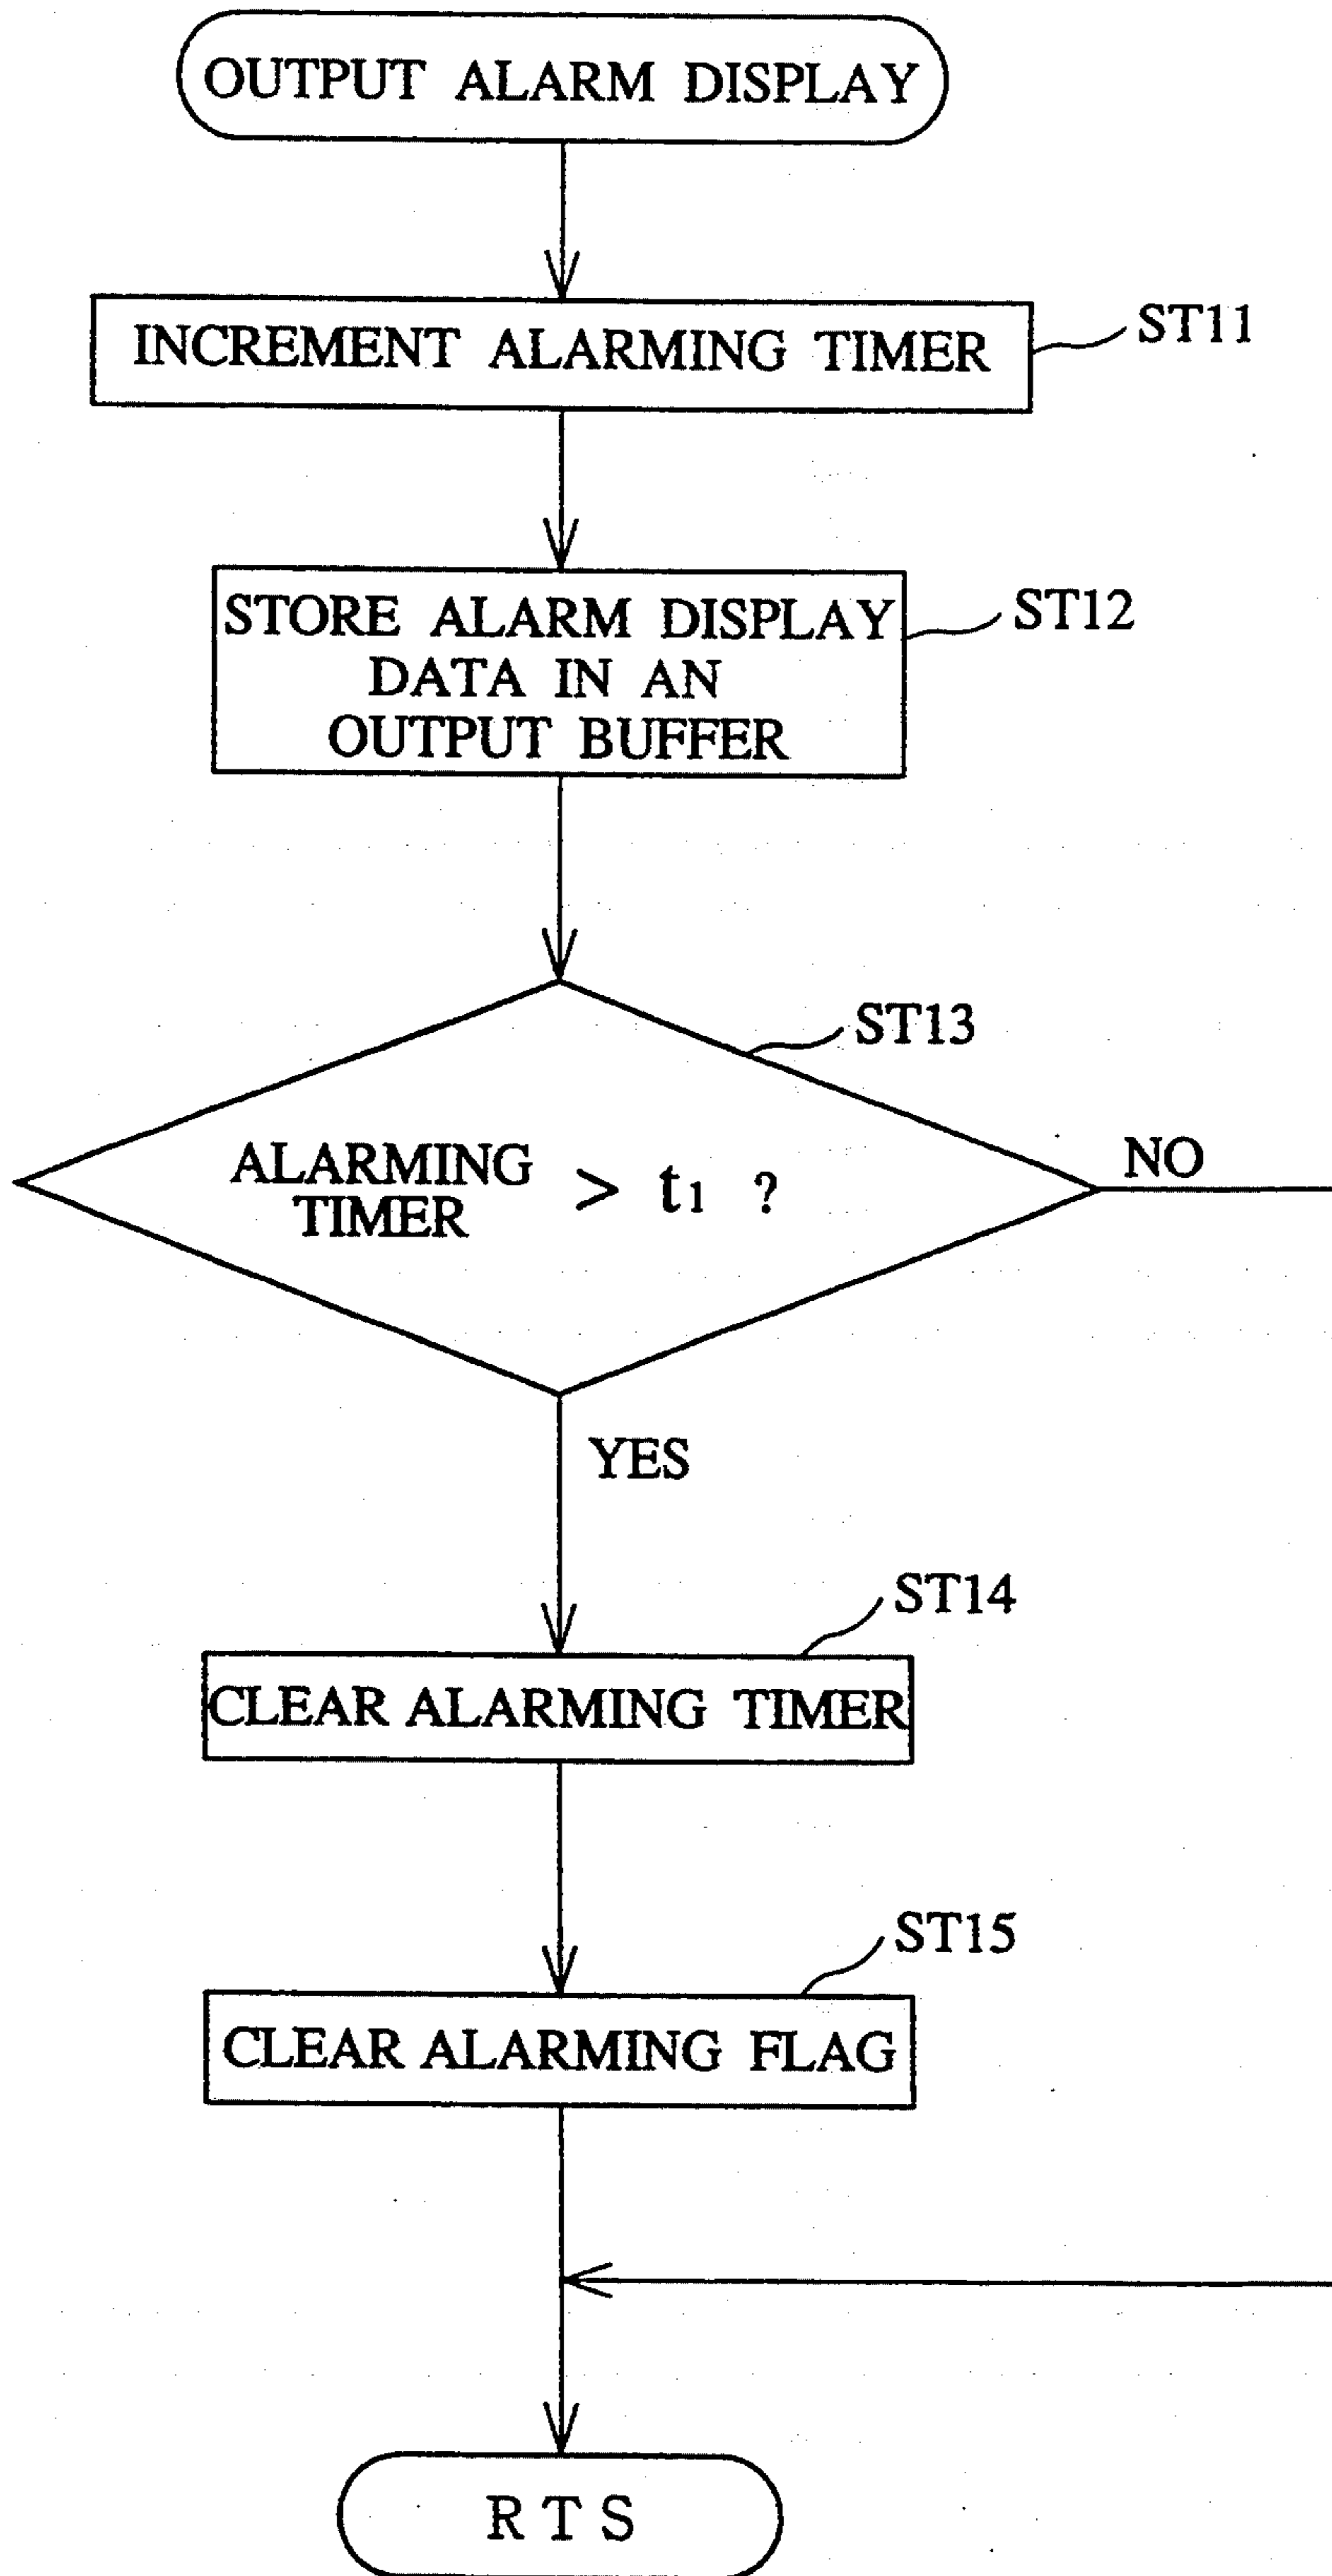 OUTPUT ALARM DISPLAY
INCREMENT ALARMING TIMER
ST11
STORE ALARM DISPLAY
DATA IN AN
OUTPUT BUFFER
ST12
ST13
ALARMING
TIMER
> t1 ?
NO
YES
ST14
CLEAR ALARMING TIMER
ST15
CLEAR ALARMING FLAG
RTS